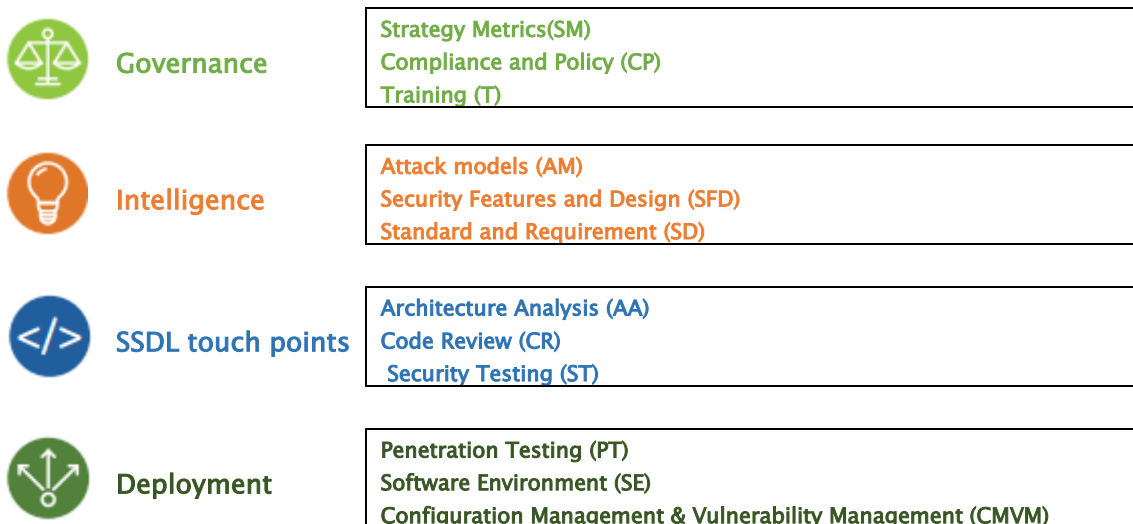 Governance
Strategy Metrics(SM)
Compliance and Policy (CP)
Training (T)
Intelligence
Attack models (AM)
Security Features and Design (SFD)
Standard and Requirement (SD)
</>
SSDL touch points
Architecture Analysis (AA)
Code Review (CR)
Security Testing (ST)
Deployment
Penetration Testing (PT)
Software Environment (SE)
Configuration Management & Vulnerability Management (CMVM)